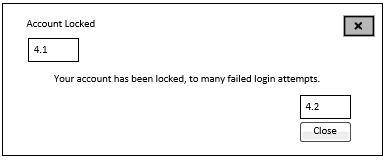 Account Locked
4.1
Your account has been locked, to many failed login attempts.
4.2
Close